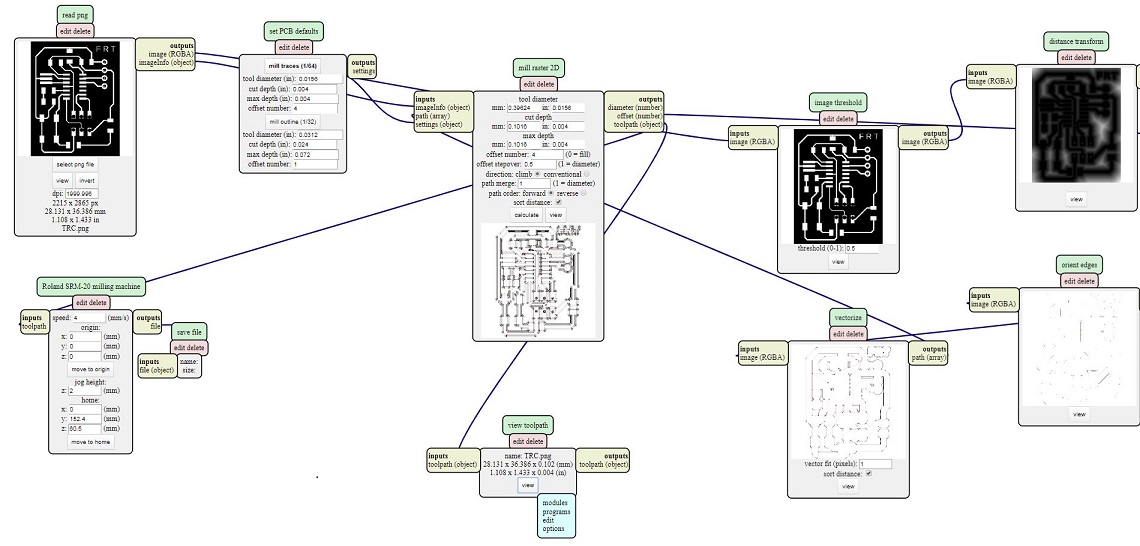 read png
edit delete
FRT
outputs
image (RGBA)
imageInfo (object)
select png file
view invert
dpi: 1999.996
2215 x 2865 px
28.131 x 36.386 mm
1.108 x 1.433 in
TRC.png
set PCB defaults
edit delete
mill traces (1/64)
tool diameter (in): 0.0156
cut depth (in): 0.004
max depth (in): 0.004
offset number: 4
mill outline (1/32)
tool diameter (in): 0.0312
cut depth (in): 0.024
max depth (in): 0.072
offset number: 1
outputs
settings
mill raster 2D
edit delete
inputs
imageInfo (object)
path (array)
settings (object)
tool diameter
mm: 0.39624 in: 0.0156
cut depth
mm: 0.1016 in: 0.004
max depth
mm: 0.1016 in: 0.004
offset number: 4 (0 = fill)
offset stepover: 0.5 (1 = diameter)
direction: climb conventional
path merge: 1 (1 = diameter)
path order: forward reverse
sort distance:
calculate view
outputs
diameter (number)
offset (number)
toolpath (object)
image threshold
edit delete
inputs
image (RGBA)
FRT
outputs
image (RGBA)
threshold (0-1): 0.5
view
distance transform
edit delete
inputs
image (RGBA)
FRT
view
Roland SRM-20 milling machine
edit delete
inputs
toolpath
speed: 4 (mm/s)
origin:
x: 0 (mm)
y: 0 (mm)
z: 0 (mm)
move to origin
jog height:
z: 2 (mm)
home:
x: 0 (mm)
y: 152.4 (mm)
z: 60.5 (mm)
move to home
outputs
file
save file
edit delete
inputs
file (object)
name:
size:
view toolpath
edit delete
inputs
toolpath (object)
name: TRC.png
28.131 x 36.386 x 0.102 (mm)
1.108 x 1.433 x 0.004 (in)
view
outputs
toolpath (object)
modules
programs
edit
options
vectorize
edit delete
inputs
image (RGBA)
outputs
path (array)
vector fit (pixels): 1
sort distance:
view
orient edges
edit delete
inputs
image (RGBA)
view